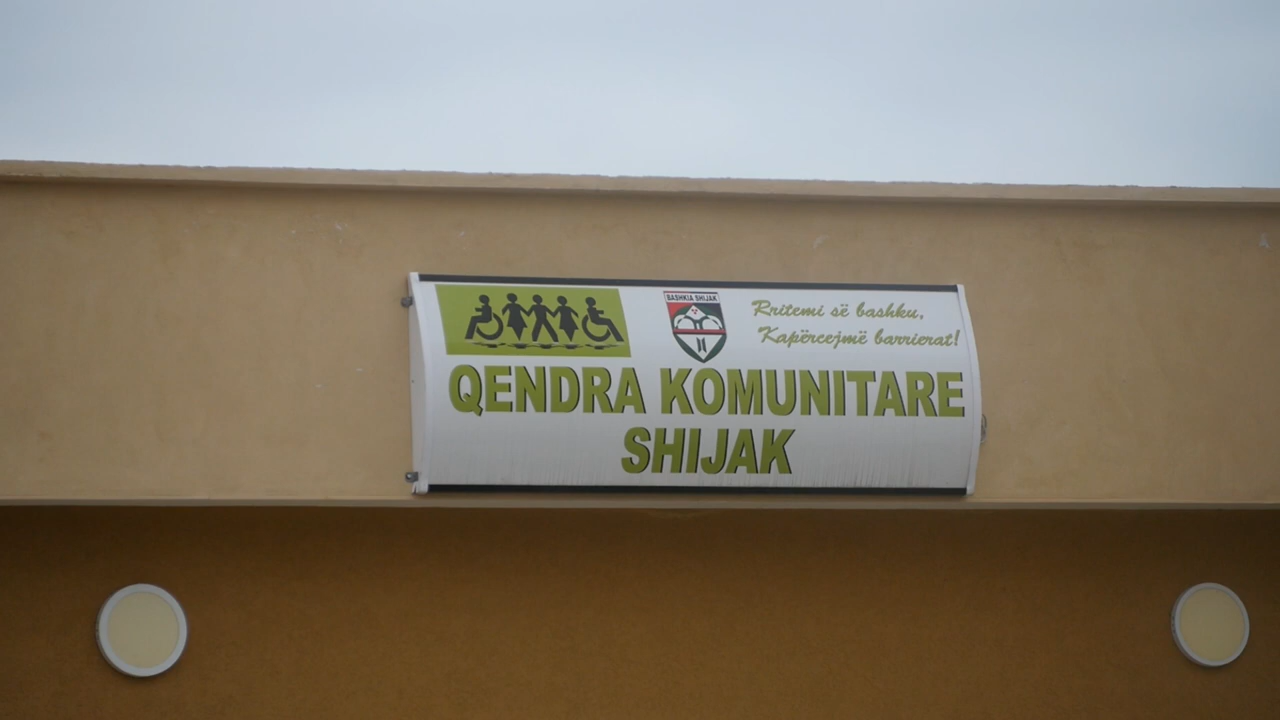 BASHKIA SHIJAK
Rritemi së bashku,
Kapërcejmë barrierat!
QENDRA KOMUNITARE
SHIJAK